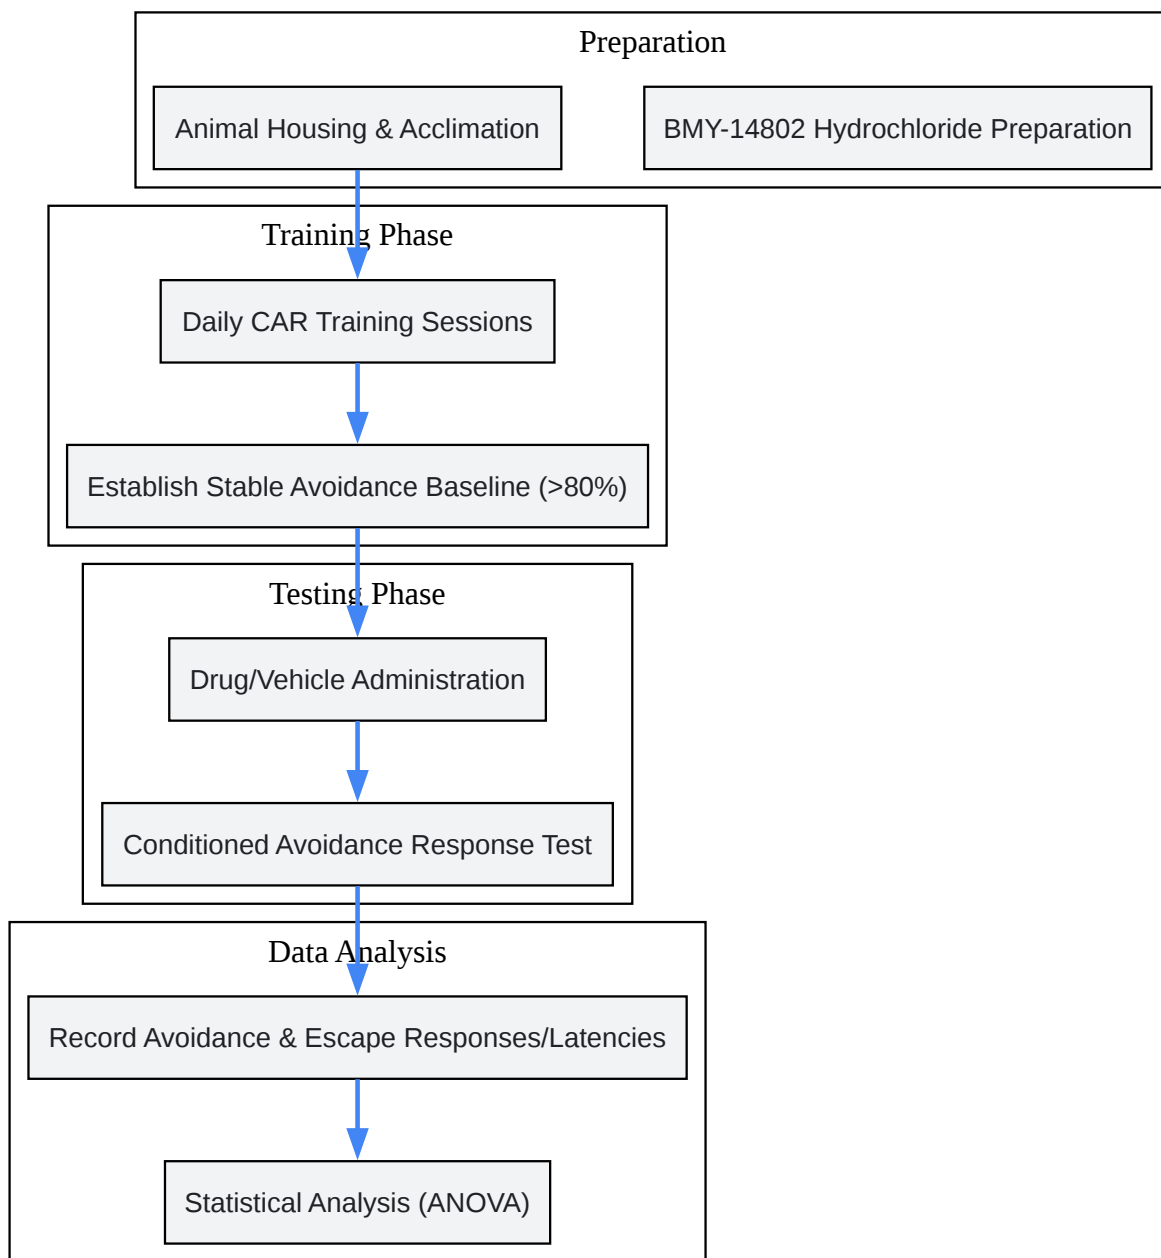 Preparation
Animal Housing & Acclimation
BMY-14802 Hydrochloride Preparation
Training Phase
Daily CAR Training Sessions
Establish Stable Avoidance Baseline (>80%)
Testing Phase
Drug/Vehicle Administration
Conditioned Avoidance Response Test
Data Analysis
Record Avoidance & Escape Responses/Latencies
Statistical Analysis (ANOVA)